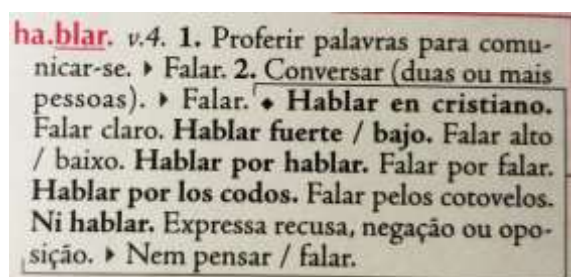 ha.blar. v.4. 1. Proferir palavras para comu-
nicar-se. ▸ Falar. 2. Conversar (duas ou mais
pessoas). ▸ Falar. ◆ Hablar en cristiano.
Falar claro. Hablar fuerte / bajo. Falar alto
/ baixo. Hablar por hablar. Falar por falar.
Hablar por los codos. Falar pelos cotovelos.
Ni hablar. Expressa recusa, negação ou opo-
sição. ▸ Nem pensar / falar.